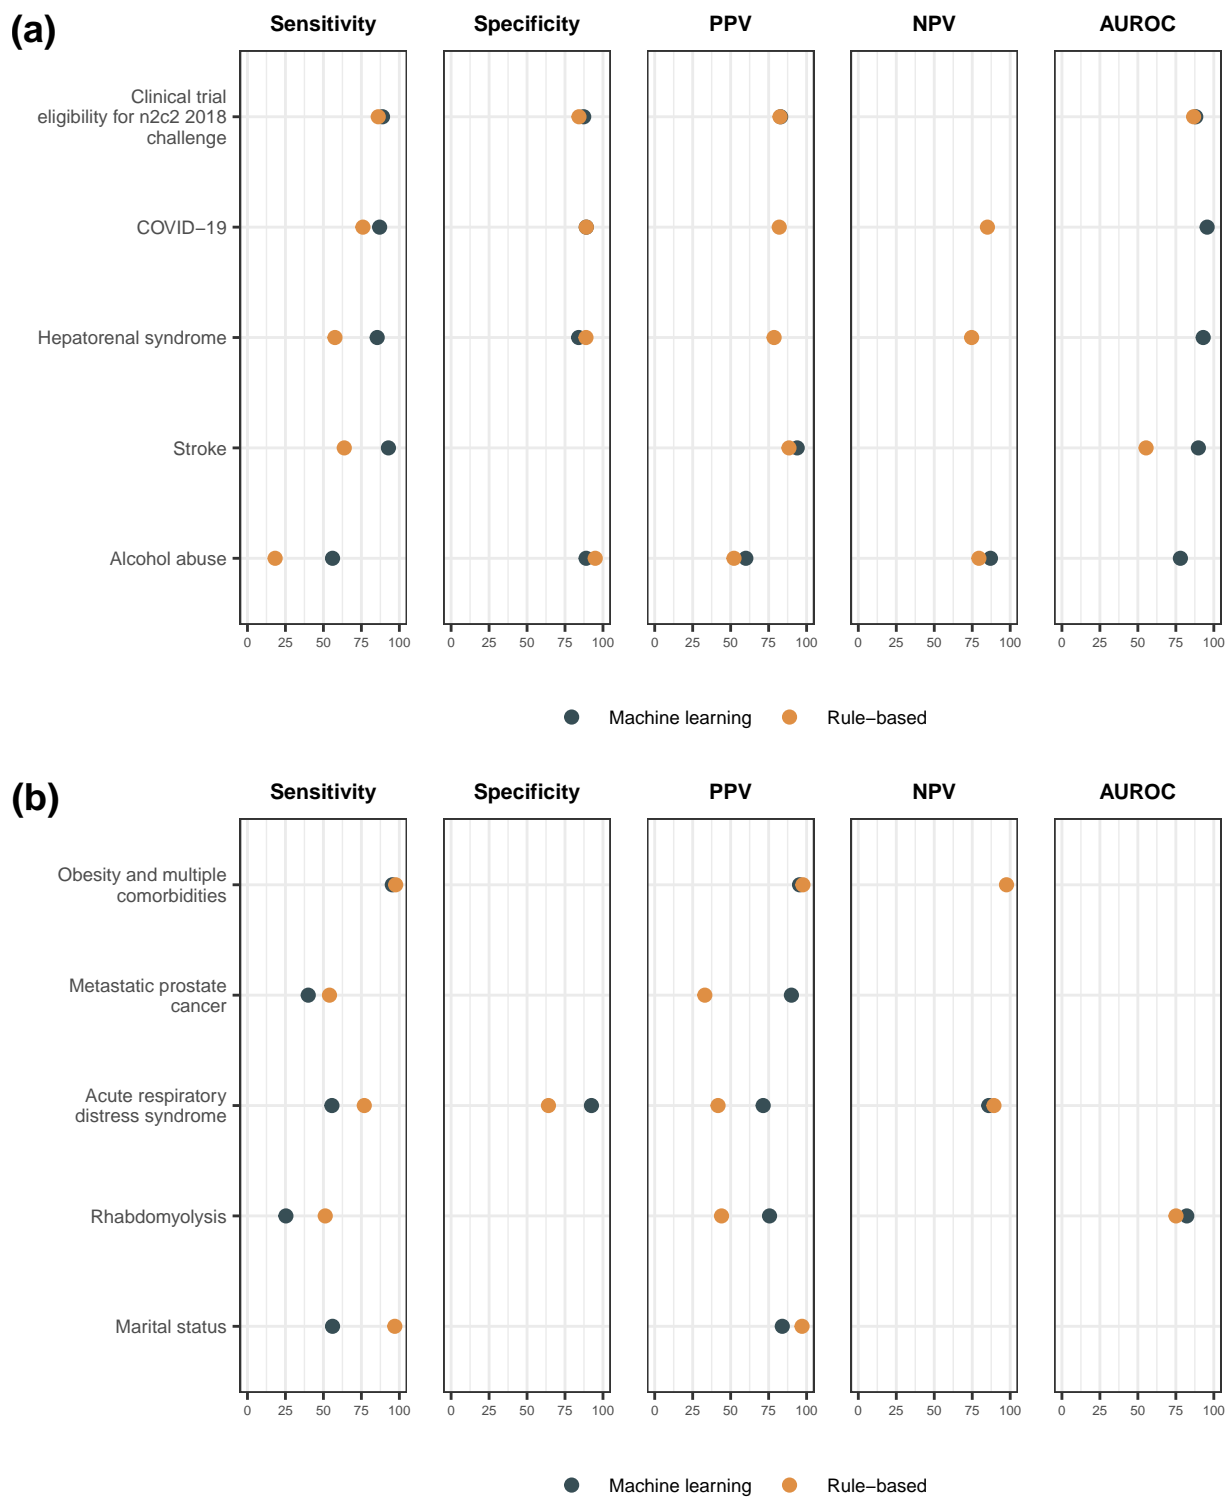 (a)
Sensitivity
Specificity
PPV
NPV
AUROC
Clinical trial
eligibility for n2c2 2018
challenge
COVID−19
Hepatorenal syndrome
Stroke
Alcohol abuse
0 25 50 75 100
0 25 50 75 100
0 25 50 75 100
0 25 50 75 100
0 25 50 75 100
Machine learning
Rule−based
(b)
Sensitivity
Specificity
PPV
NPV
AUROC
Obesity and multiple
comorbidities
Metastatic prostate
cancer
Acute respiratory
distress syndrome
Rhabdomyolysis
Marital status
0 25 50 75 100
0 25 50 75 100
0 25 50 75 100
0 25 50 75 100
0 25 50 75 100
Machine learning
Rule−based